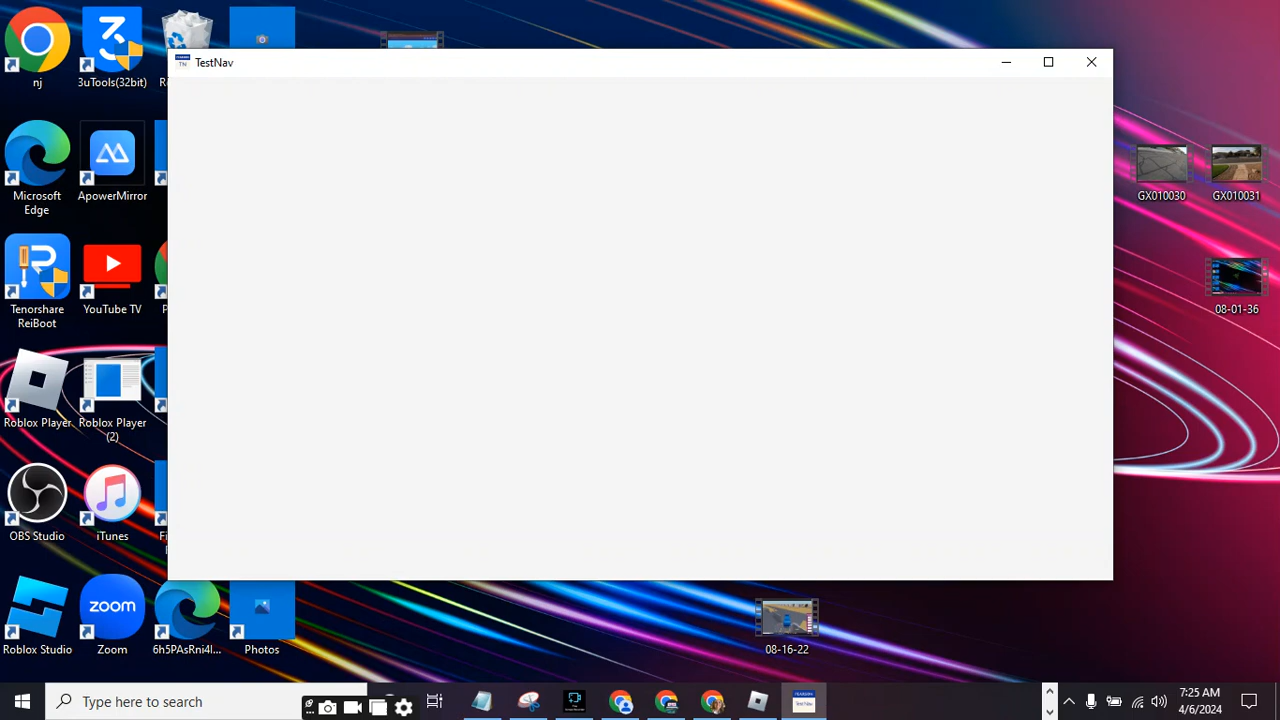 nj
3uTools(32bit)
TestNav
Microsoft
Edge
ApowerMirror
GX010030
GX010031
Tenorshare
ReiBoot
YouTube TV
08-01-36
Roblox Player
Roblox Player
(2)
OBS Studio
iTunes
zoom
Roblox Studio
Zoom
6h5PAsRni4l...
Photos
08-16-22
Type here to search
7:25 AM
4/6/2024